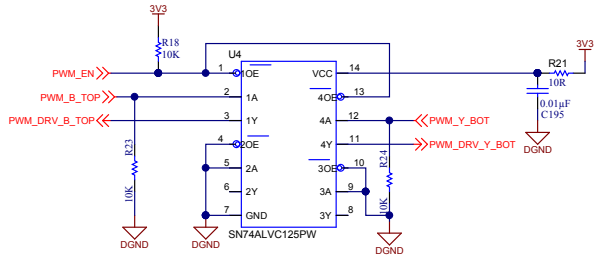 3V3
R18
10K
U4
3V3
R21
10R
PWM_EN
1
1OE
VCC
14
PWM_B_TOP
2
1A
4OE
13
0.01µF
C195
PWM_DRV_B_TOP
3
1Y
4A
12
PWM_Y_BOT
4
2OE
4Y
11
PWM_DRV_Y_BOT
DGND
R23
10K
5
2A
3OE
10
R24
10K
6
2Y
3A
9
7
GND
3Y
8
SN74ALVC125PW
DGND
DGND
DGND